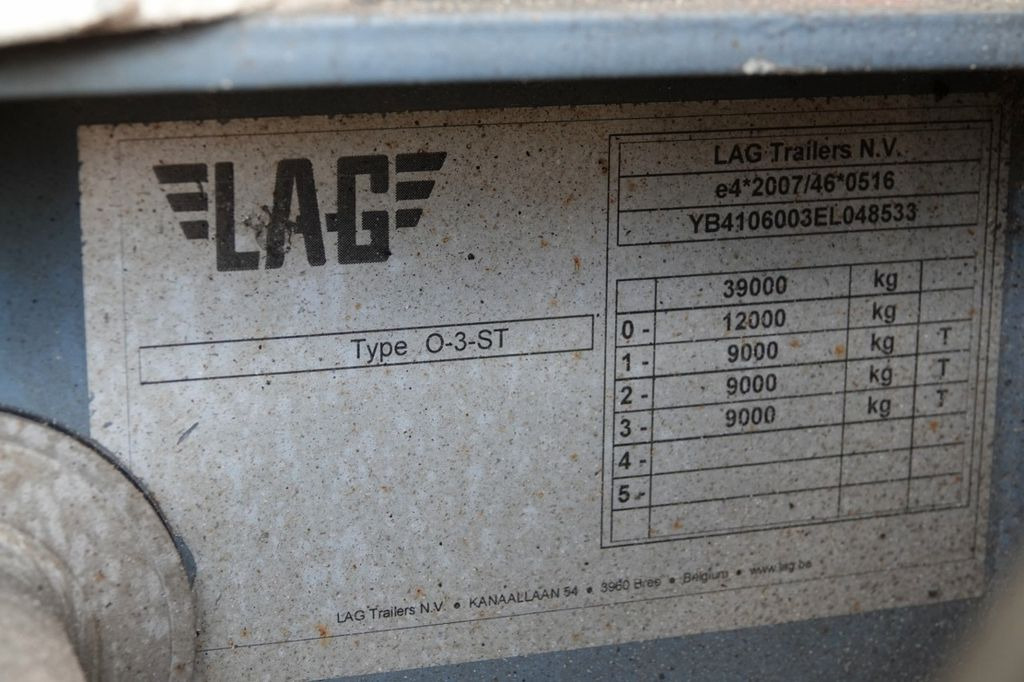 LAG
Type O-3-ST
LAG Trailers N.V.
e4*2007/46*0516
YB4106003EL048533
39000 kg
0 - 12000 kg
1 - 9000 kg T
2 - 9000 kg T
3 - 9000 kg T
4 -
5 -
LAG Trailers N.V. • KANAALLAAN 54 • 3960 Bree • Belgium • www.lag.be